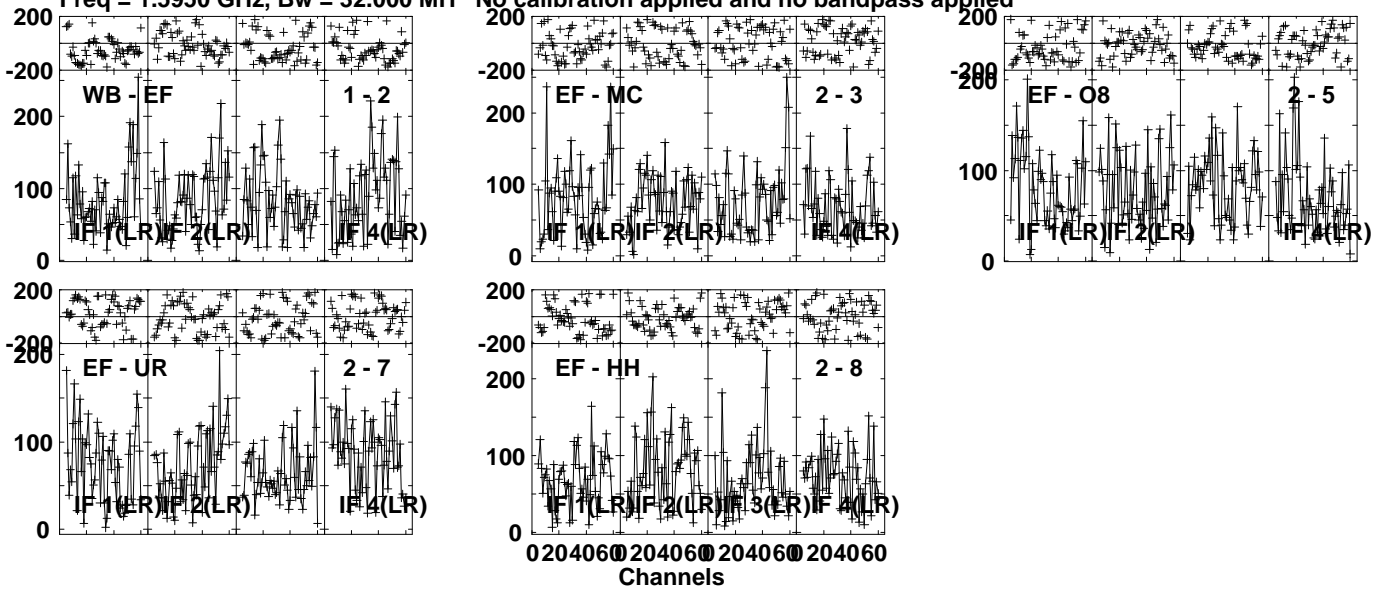 Freq = 1.5950 GHz, Bw = 32.000 MH No calibration applied and no bandpass applied
200
-200
WB - EF
1 - 2
200
100
0
IF 1(LR)
IF 2(LR)
IF 4(LR)
200
-200
EF - MC
2 - 3
200
100
0
IF 1(LR)
IF 2(LR)
IF 4(LR)
200
-200
EF - O8
2 - 5
200
100
0
IF 1(LR)
IF 2(LR)
IF 4(LR)
200
-200
EF - UR
2 - 7
200
100
0
IF 1(LR)
IF 2(LR)
IF 4(LR)
200
-200
EF - HH
2 - 8
200
100
0
IF 1(LR)
IF 2(LR)
IF 3(LR)
IF 4(LR)
0 20 40 60 0 20 40 60 0 20 40 60 0 20 40 60
Channels